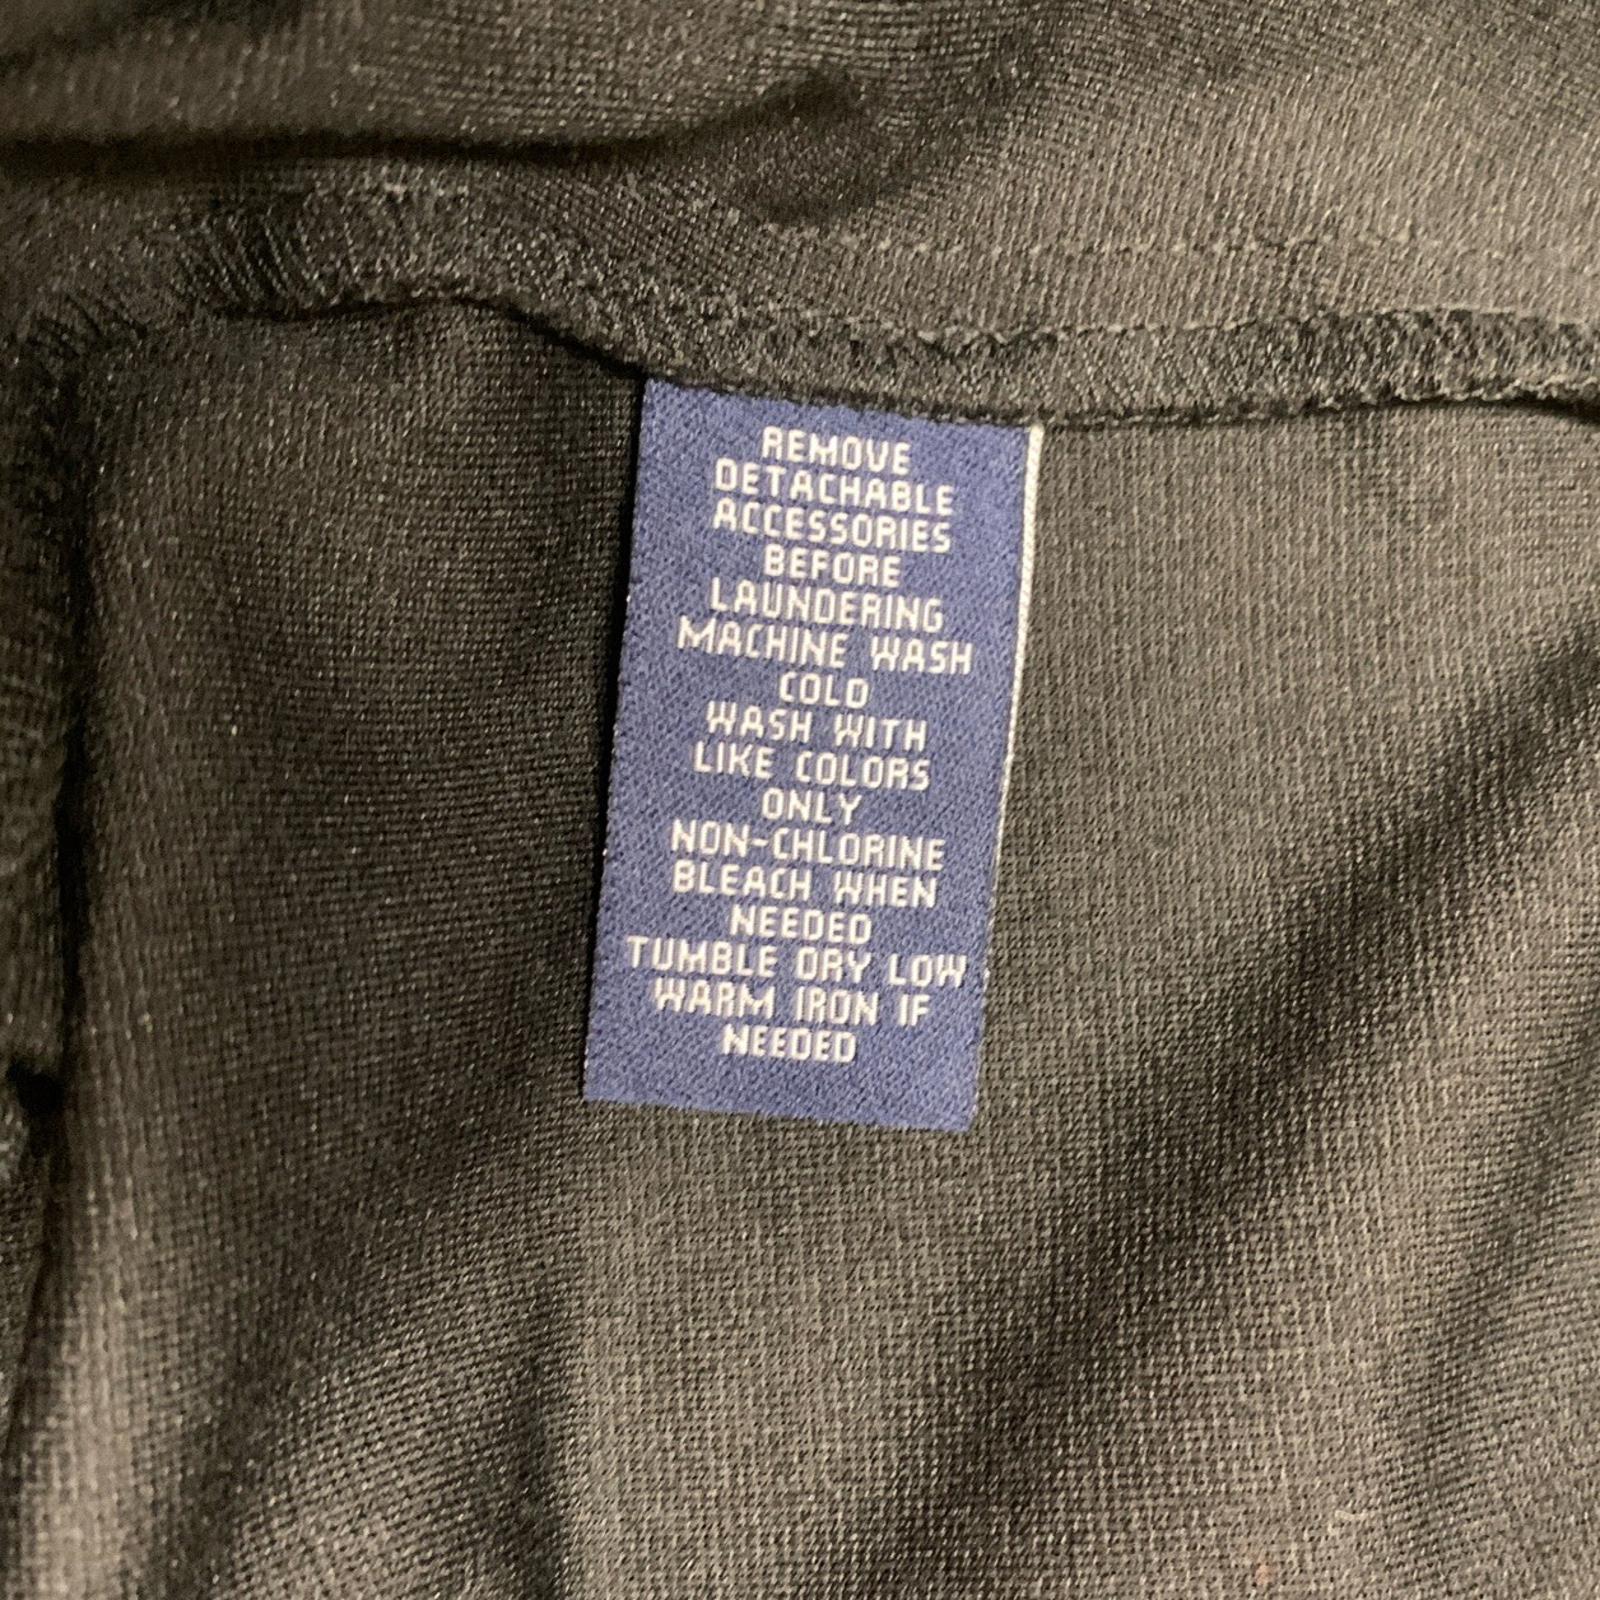 REMOVE
DETACHABLE
ACCESSORIES
BEFORE
LAUNDERING
MACHINE WASH
COLD
WASH WITH
LIKE COLORS
ONLY
NON-CHLORINE
BLEACH WHEN
NEEDED
TUMBLE DRY LOW
WARM IRON IF
NEEDED